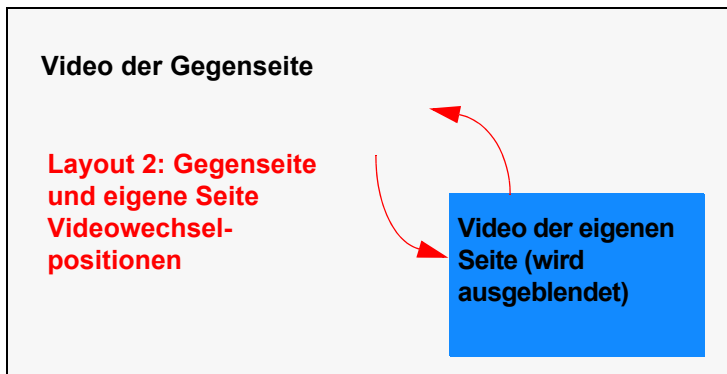 Video der Gegenseite
Layout 2: Gegenseite
und eigene Seite
Videowechsel-
positionen
Video der eigenen
Seite (wird
ausgeblendet)